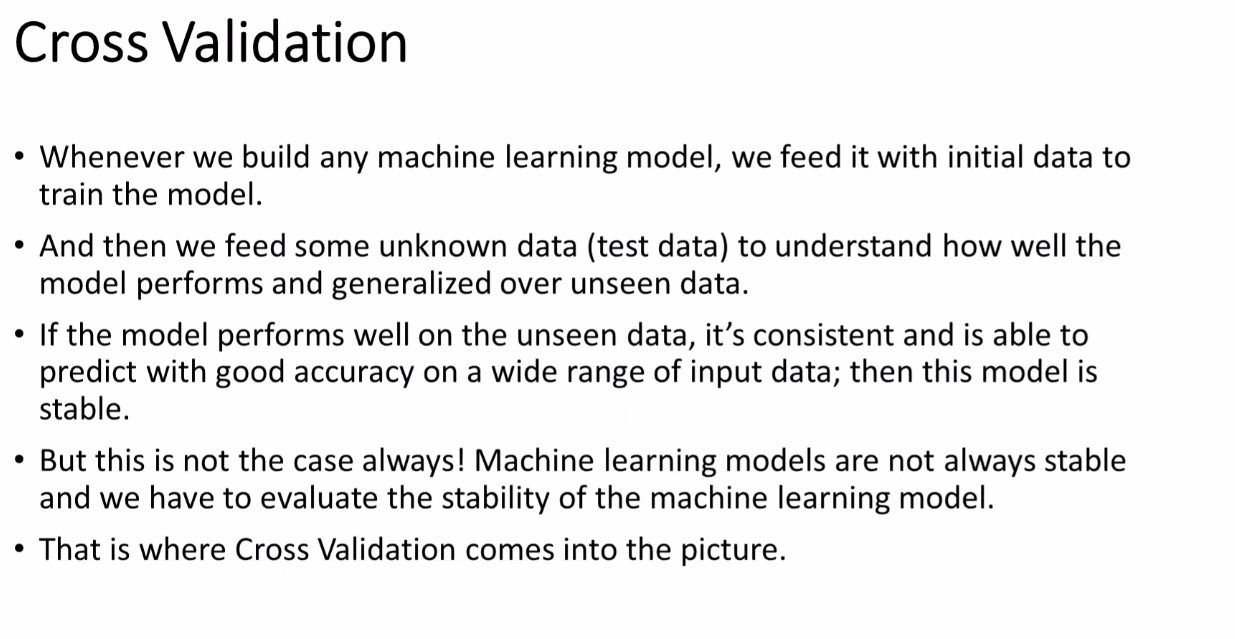 Cross Validation
• Whenever we build any machine learning model, we feed it with initial data to
train the model.
• And then we feed some unknown data (test data) to understand how well the
model performs and generalized over unseen data.
• If the model performs well on the unseen data, it’s consistent and is able to
predict with good accuracy on a wide range of input data; then this model is
stable.
• But this is not the case always! Machine learning models are not always stable
and we have to evaluate the stability of the machine learning model.
• That is where Cross Validation comes into the picture.